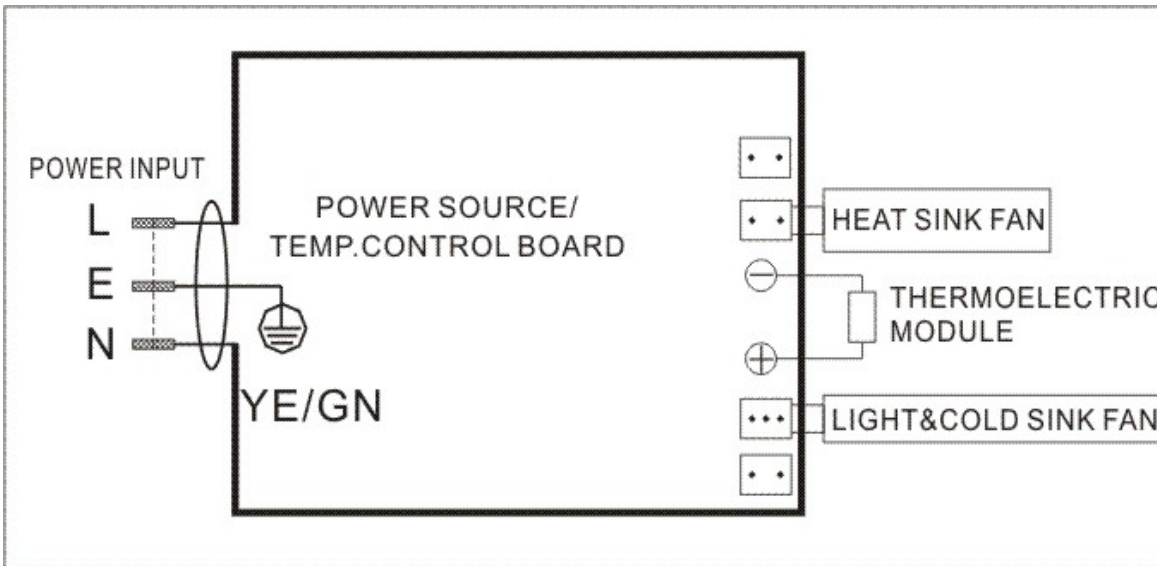 POWER INPUT
L
E
N
YE/GN
POWER SOURCE/
TEMP.CONTROL BOARD
HEAT SINK FAN
THERMOELECTRIC
MODULE
LIGHT&COLD SINK FAN